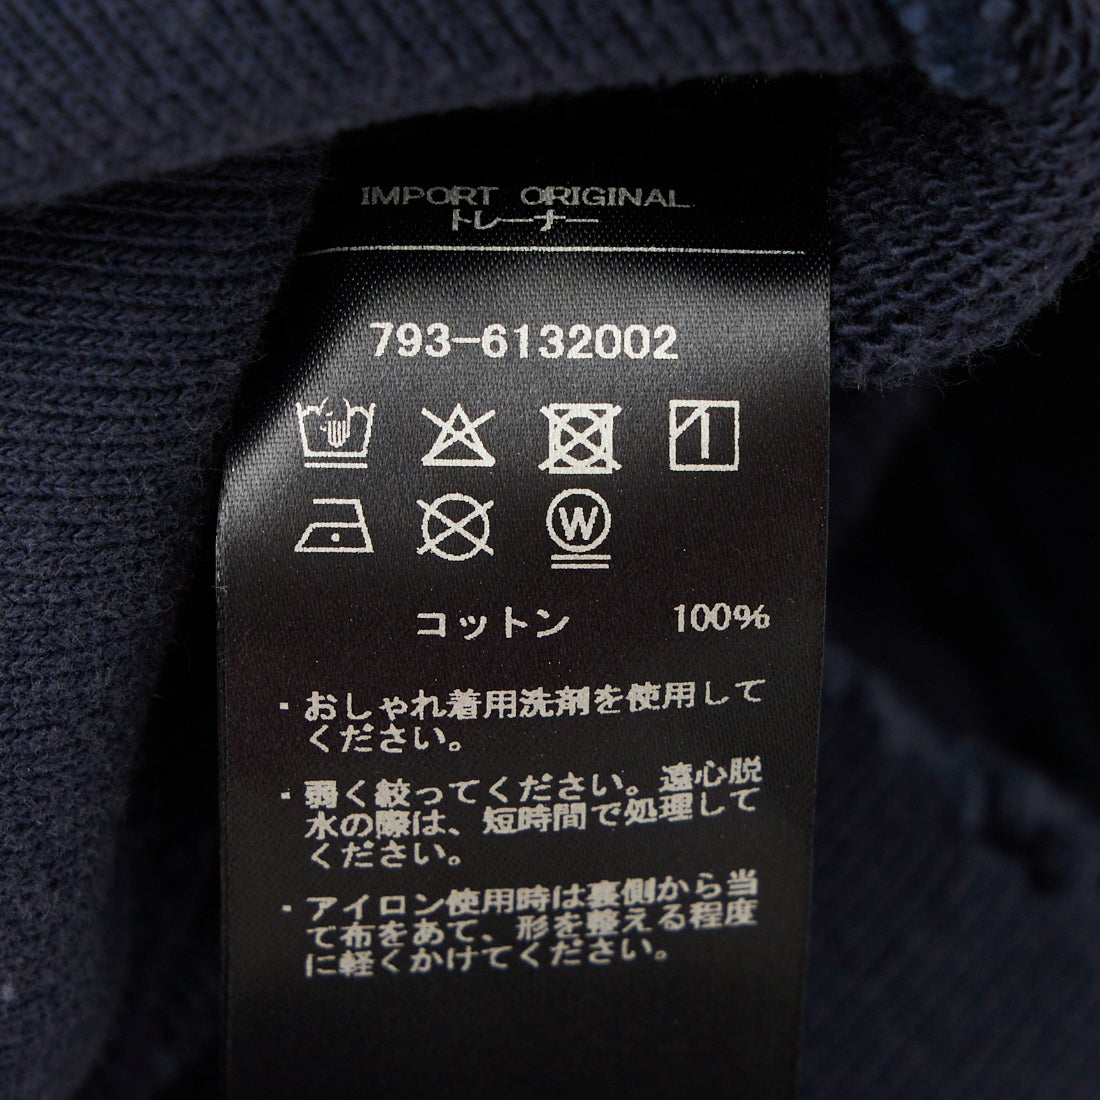 IMPORT ORIGINAL
トレーナー
793-6132002
W
コットン 100%
・おしゃれ着用洗剤を使用して
ください。
・弱く絞ってください。遠心脱
水の際は、短時間で処理して
ください。
・アイロン使用時は裏側から当
て布をあて、形を整える程度
に軽くかけてください。